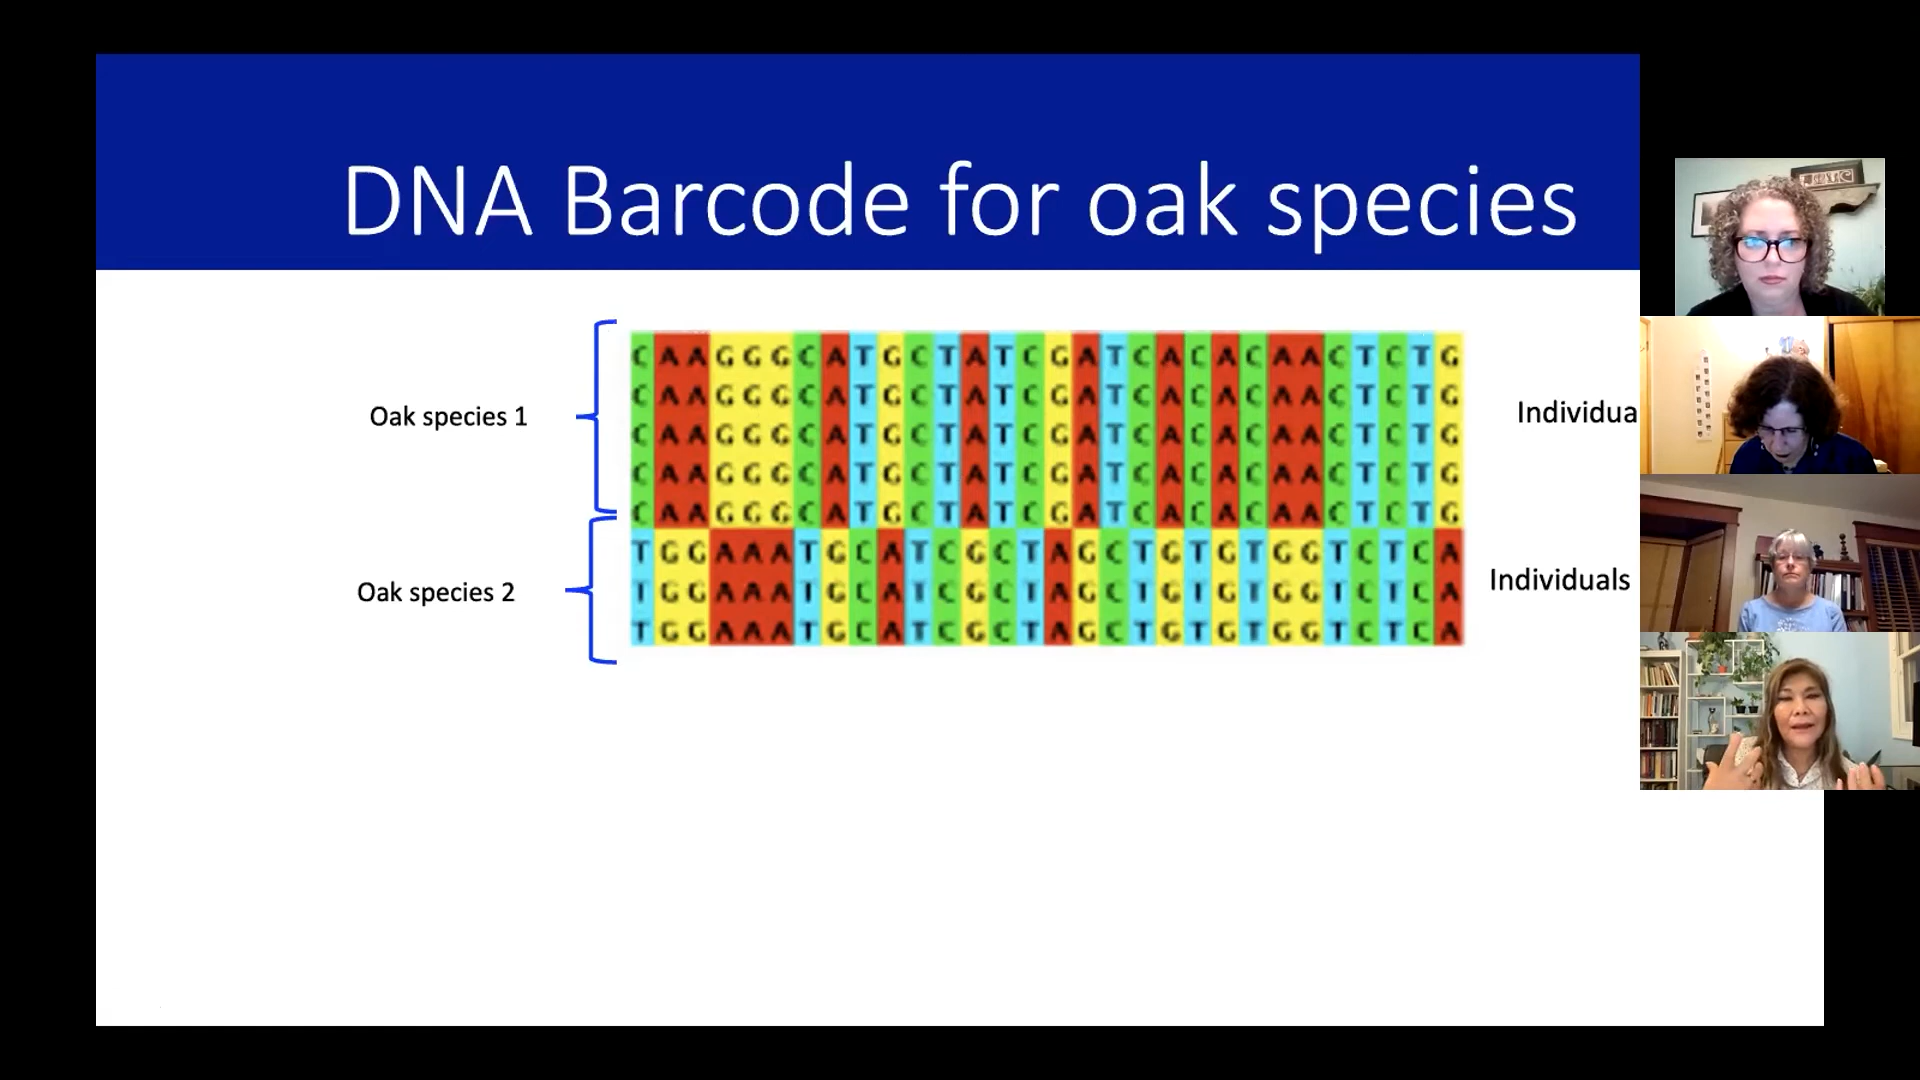 DNA Barcode for oak species
Oak species 1
CAAGGGCATGCTATCGATCACACAACTCTG
CAAGGGCATGCTATCGATCACACAACTCTG
CAAGGGCATGCTATCGATCACACAACTCTG
CAAGGGCATGCTATCGATCACACAACTCTG
CAAGGGCATGCTATCGATCACACAACTCTG
Individua
Oak species 2
TGGAAATGCATCGCTAGCTGTGTGGTCTCA
TGGAAATGCATCGCTAGCTGTGTGGTCTCA
TGGAAATGCATCGCTAGCTGTGTGGTCTCA
Individuals